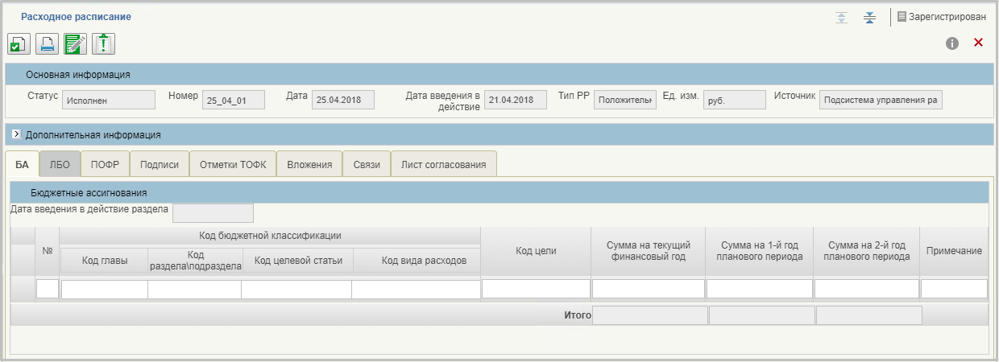 Расходное расписание
Зарегистрирован
Основная информация
Статус Исполнен Номер 25_04_01 Дата 25.04.2018 Дата введения в действие 21.04.2018 Тип РР Положительн Ед. изм. руб. Источник Подсистема управления ра
Дополнительная информация
БА ЛБО ПОФР Подписи Отметки ТОФК Вложения Связи Лист согласования
Бюджетные ассигнования
Дата введения в действие раздела
№ Код бюджетной классификации
Код главы
Код
раздела\подраздела
Код целевой статьи
Код вида расходов
Код цели
Сумма на текущий
финансовый год
Сумма на 1-й год
планового периода
Сумма на 2-й год
планового периода
Примечание
Итого